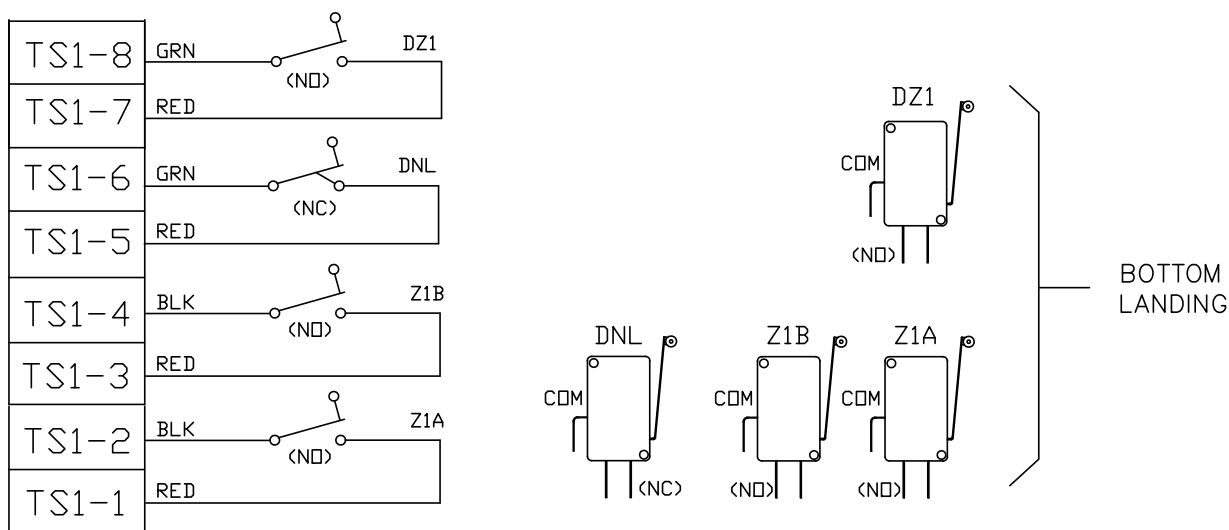 TS1-8 GRN (NO) DZ1
TS1-7 RED
TS1-6 GRN (NC) DNL
TS1-5 RED
TS1-4 BLK (NO) Z1B
TS1-3 RED
TS1-2 BLK (NO) Z1A
TS1-1 RED
DZ1
COM
(NO)
DNL
COM
(NC)
Z1B
COM
(NO)
Z1A
COM
(NO)
BOTTOM
LANDING